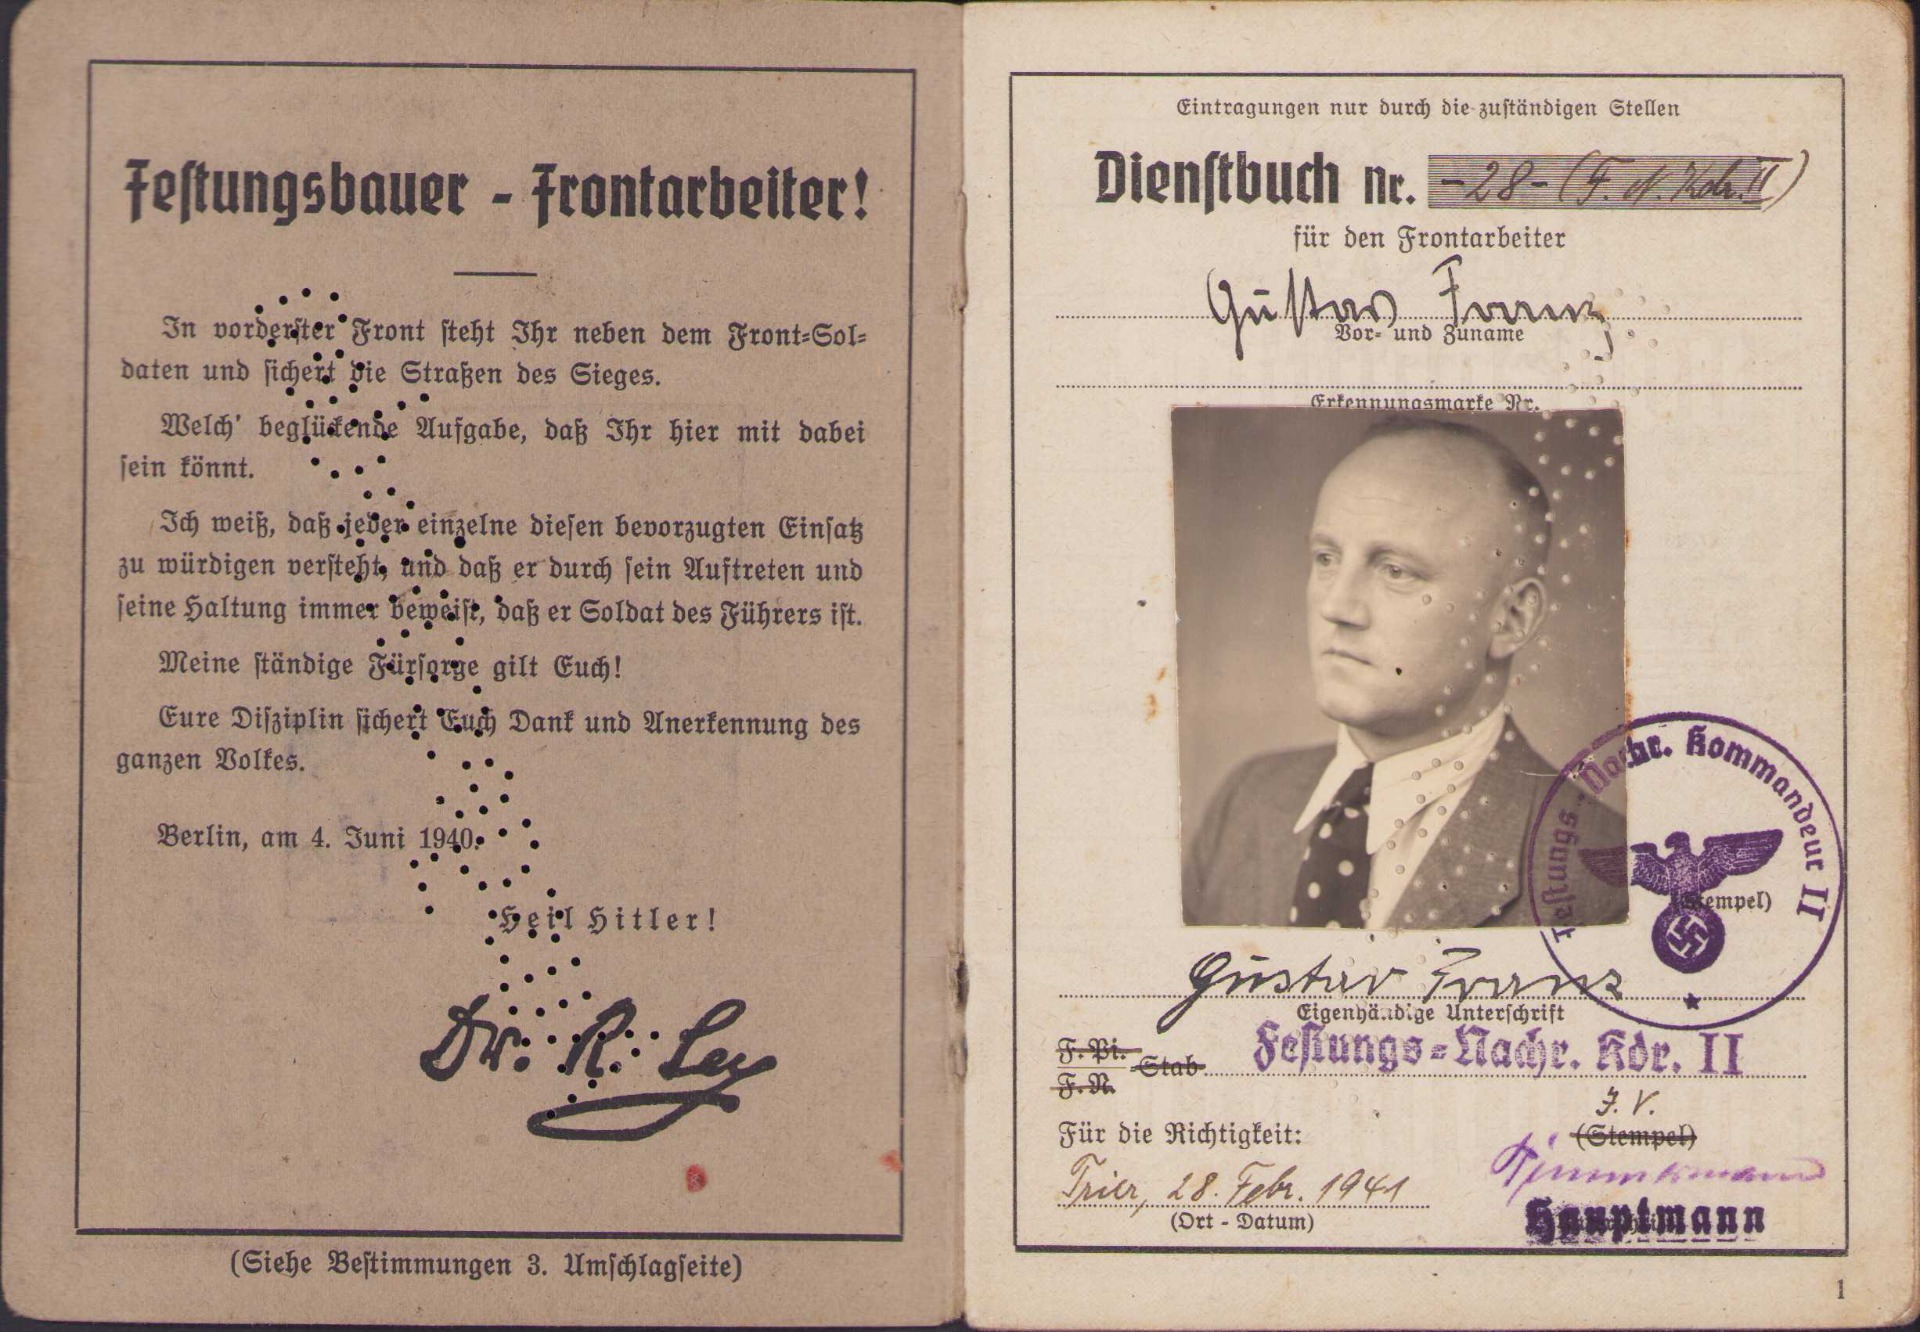 Festungsbauer - Frontarbeiter!
In vorderster Front steht Ihr neben dem Front-Sol-
daten und sichert die Straßen des Sieges.
Welch' beglückende Aufgabe, daß Ihr hier mit dabei
sein könnt.
Ich weiß, daß jeder einzelne diesen bevorzugten Einsatz
zu würdigen versteht, und daß er durch sein Auftreten und
seine Haltung immer beweist, daß er Soldat des Führers ist.
Meine ständige Fürsorge gilt Euch!
Eure Disziplin sichert Euch Dank und Anerkennung des
ganzen Volkes.
Berlin, am 4. Juni 1940.
Heil Hitler!
Dr. R. Ley
(Siehe Bestimmungen 3. Umschlagseite)
Eintragungen nur durch die zuständigen Stellen
Dienstbuch Nr. -28- (F. N. Kdr. II)
für den Frontarbeiter
Gustav Franz
Vor- und Zuname
Erkennungsmarke Nr.
Festungs-Nachr. Kommandeur II
(Stempel)
Gustav Franz
Eigenhändige Unterschrift
F. Pi.
F. N.
Stab
Festungs-Nachr. Kdr. II
J. V.
(Stempel)
Für die Richtigkeit:
Trier, 28. Febr. 1941
(Ort - Datum)
Hauptmann
1